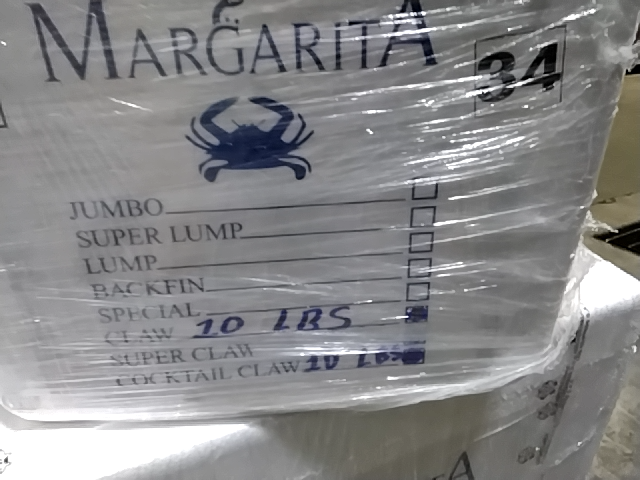 MARGARITA
34
JUMBO
SUPER LUMP
LUMP
BACKFIN
SPECIAL
CLAW 10 LBS
SUPER CLAW
COCKTAIL CLAW 10 LBS